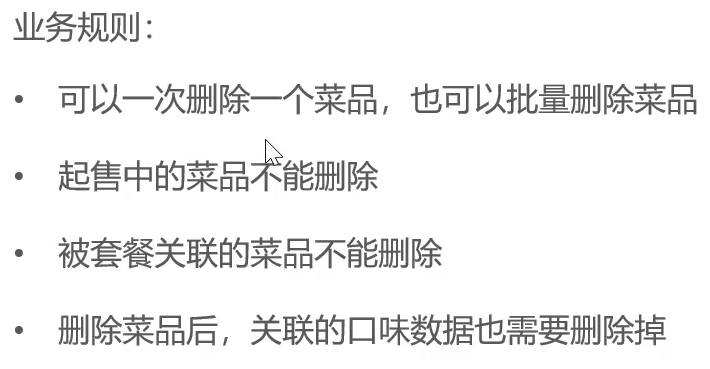 业务规则：
• 可以一次删除一个菜品，也可以批量删除菜品
• 起售中的菜品不能删除
• 被套餐关联的菜品不能删除
• 删除菜品后，关联的口味数据也需要删除掉